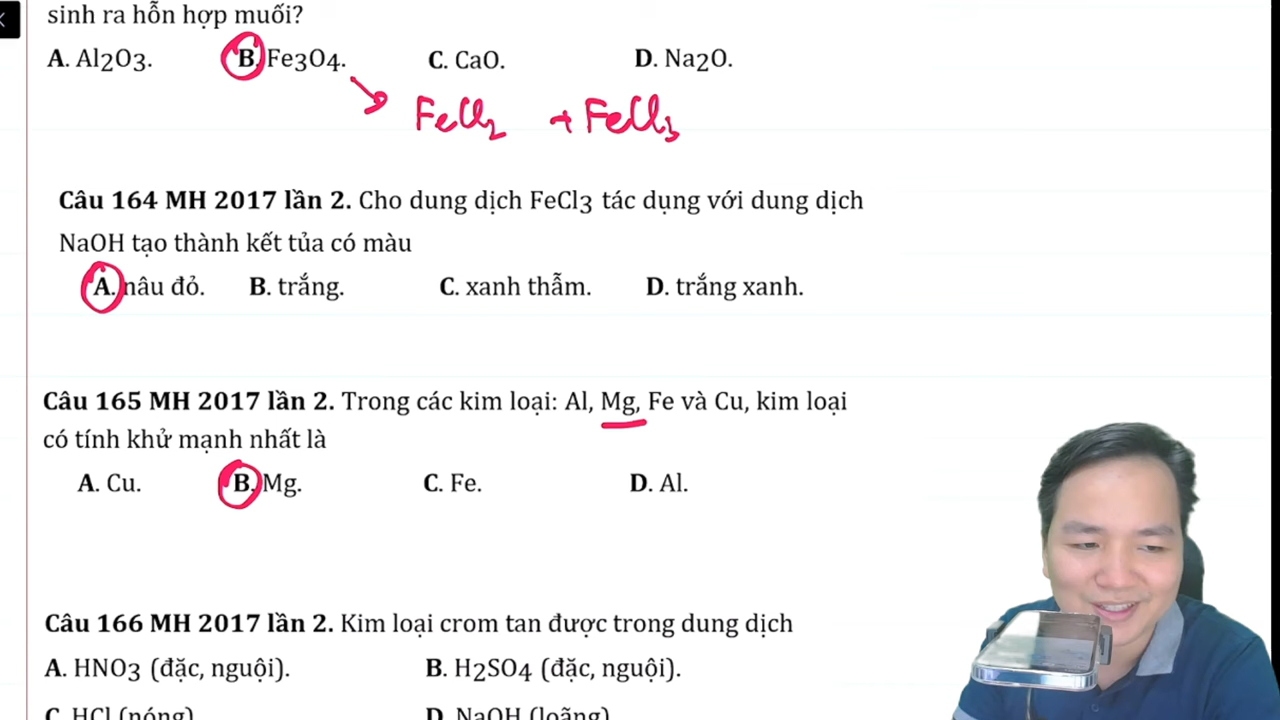 sinh ra hỗn hợp muối?
A. Al2O3. B. Fe3O4. C. CaO. D. Na2O.
FeCl2 + FeCl3
Câu 164 MH 2017 lần 2. Cho dung dịch FeCl3 tác dụng với dung dịch
NaOH tạo thành kết tủa có màu
A. nâu đỏ. B. trắng. C. xanh thẫm. D. trắng xanh.
Câu 165 MH 2017 lần 2. Trong các kim loại: Al, Mg, Fe và Cu, kim loại
có tính khử mạnh nhất là
A. Cu. B. Mg. C. Fe. D. Al.
Câu 166 MH 2017 lần 2. Kim loại crom tan được trong dung dịch
A. HNO3 (đặc, nguội). B. H2SO4 (đặc, nguội).
C. HCl (nóng) D. NaOH (loãng)